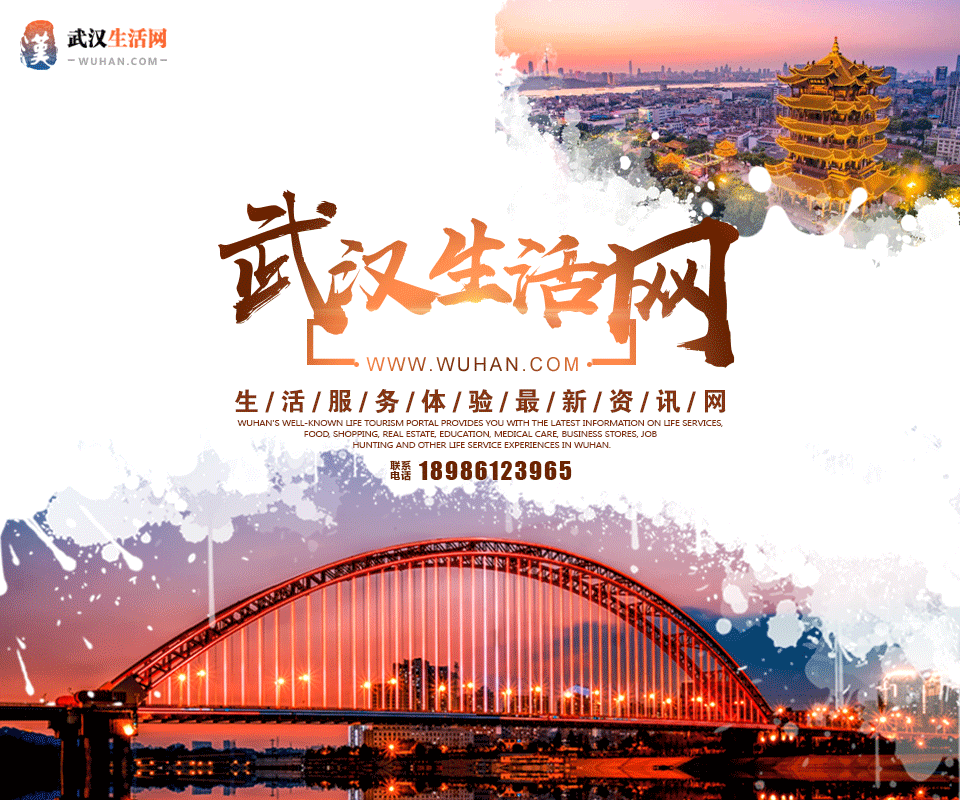 漢
武汉生活网
WUHAN.COM
武汉生活网
WWW.WUHAN.COM
生/活/服/务/体/验/最/新/资/讯/网
WUHAN'S WELL-KNOWN LIFE TOURISM PORTAL PROVIDES YOU WITH THE LATEST INFORMATION ON LIFE SERVICES,
FOOD, SHOPPING, REAL ESTATE, EDUCATION, MEDICAL CARE, BUSINESS STORES, JOB
HUNTING AND OTHER LIFE SERVICE EXPERIENCES IN WUHAN.
联系
电话 18986123965